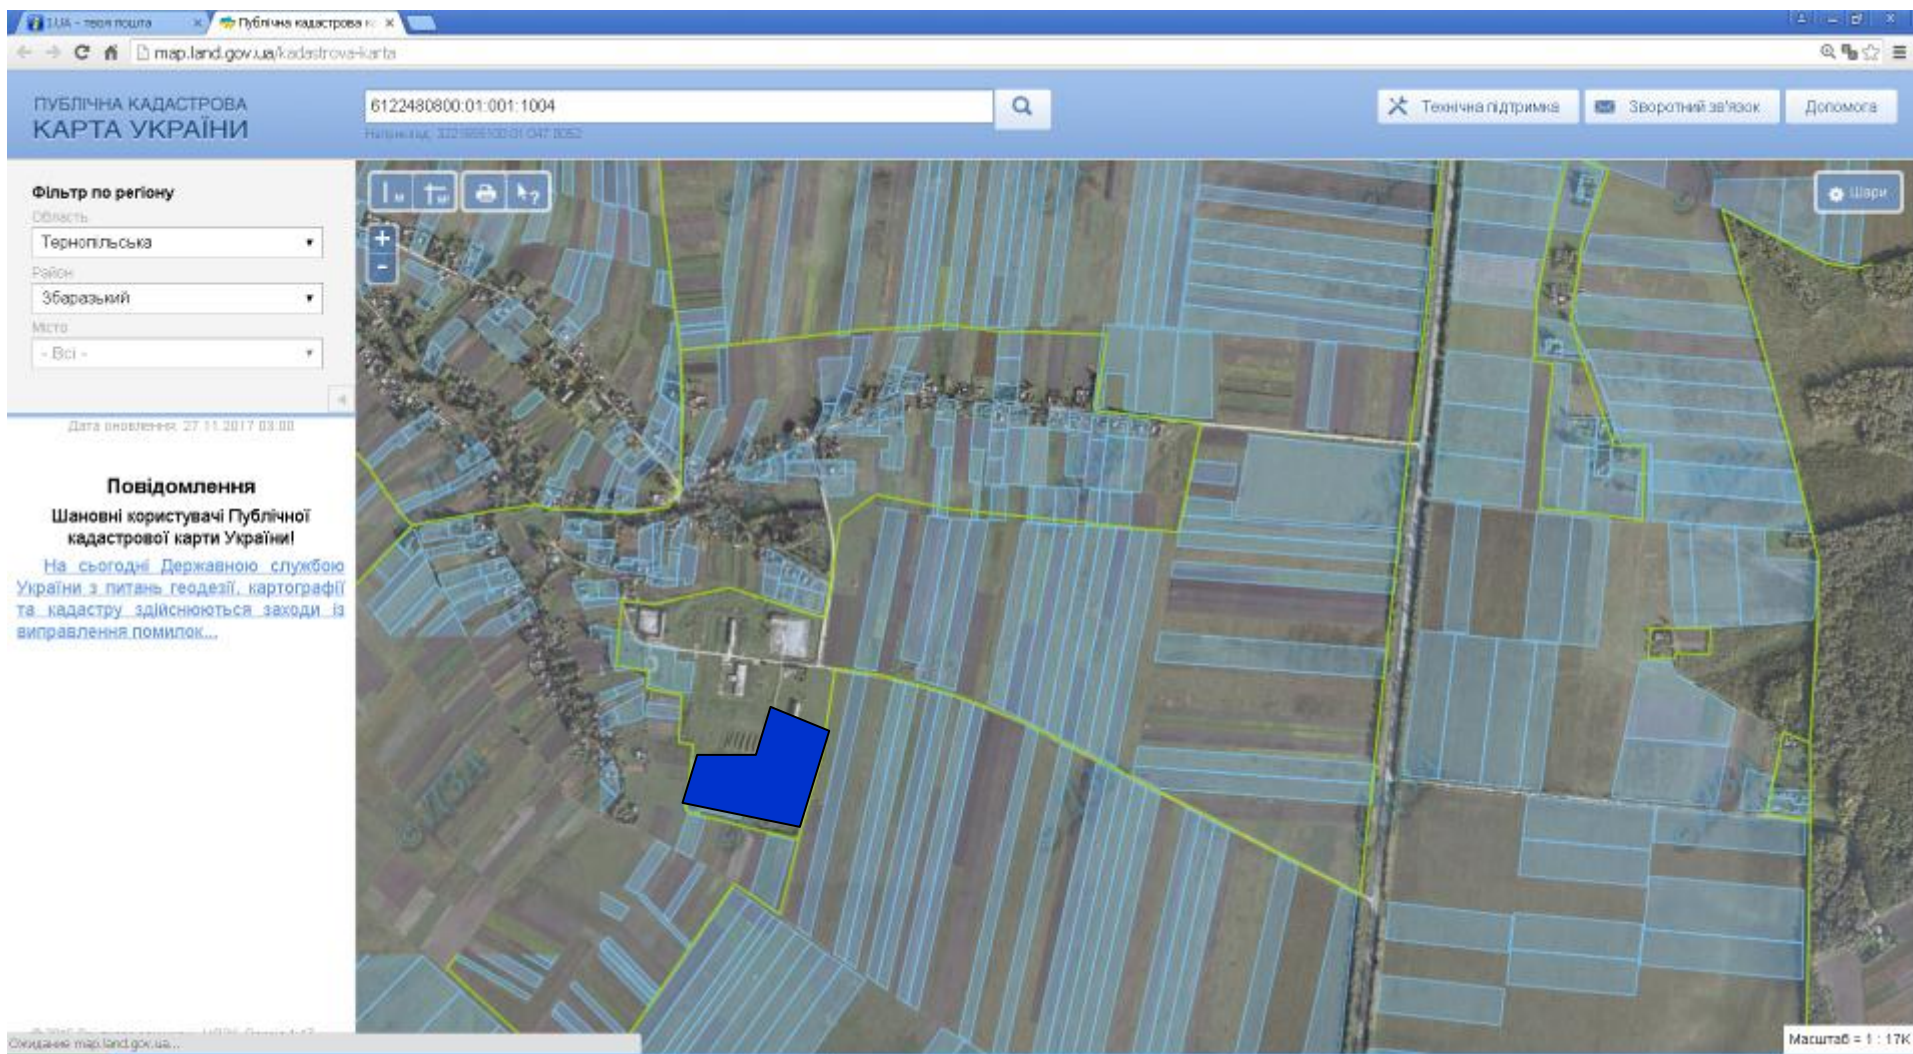 I.UA - твоя пошта
Публічна кадастрова к
map.land.gov.ua/kadastrova-karta
ПУБЛІЧНА КАДАСТРОВА
КАРТА УКРАЇНИ
6122480800:01:001:1004
Технічна підтримка
Зворотний зв'язок
Допомога
Фільтр по регіону
Область
Тернопільська
Район
Збаразький
Місто
- Всі -
Шари
Дата оновлення: 27.11.2017 03:00
Повідомлення
Шановні користувачі Публічної
кадастрової карти України!
На сьогодні Державною службою
України з питань геодезії, картографії
та кадастру здійснюються заходи із
виправлення помилок...
Ожидание map.land.gov.ua...
Масштаб = 1 : 17K